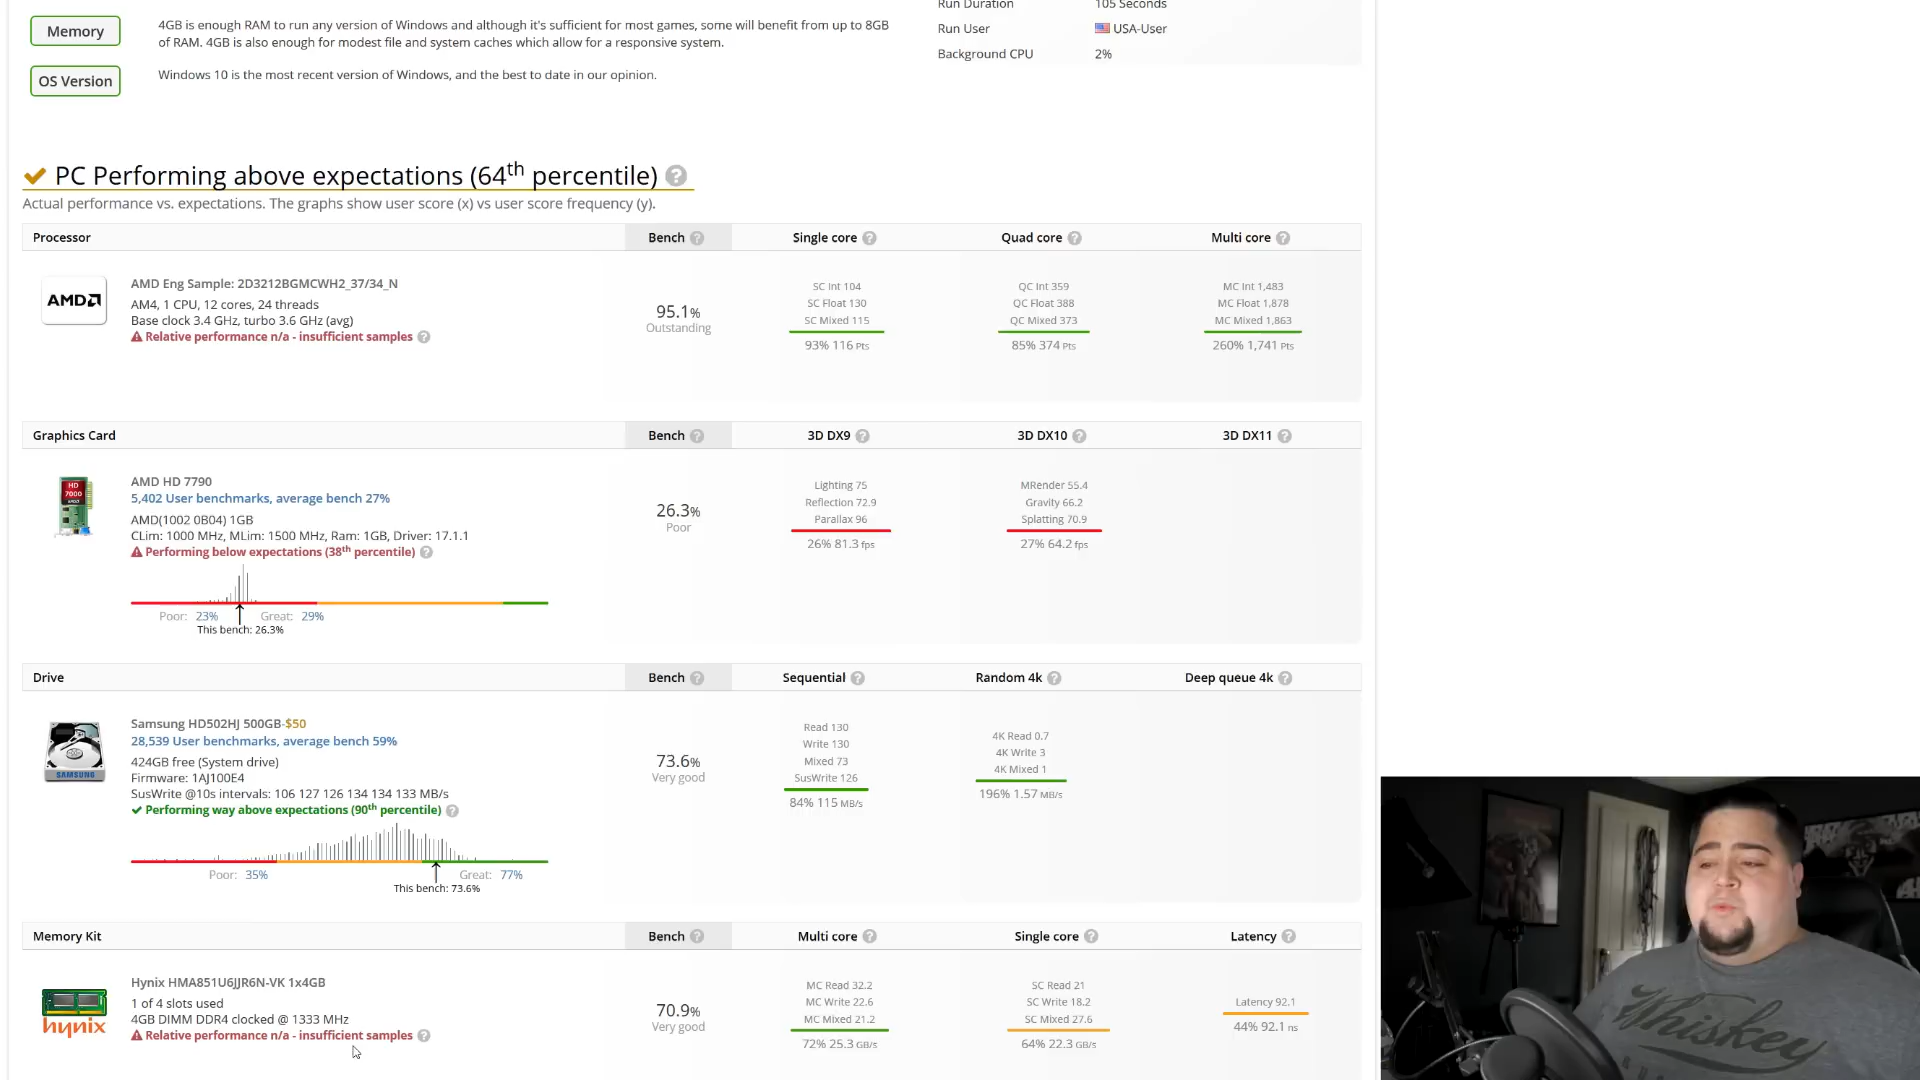 Run Duration 105 Seconds
Memory
4GB is enough RAM to run any version of Windows and although it's sufficient for most games, some will benefit from up to 8GB
of RAM. 4GB is also enough for modest file and system caches which allow for a responsive system.
Run User USA-User
Background CPU 2%
OS Version
Windows 10 is the most recent version of Windows, and the best to date in our opinion.
PC Performing above expectations (64th percentile) ?
Actual performance vs. expectations. The graphs show user score (x) vs user score frequency (y).
Processor Bench ? Single core ? Quad core ? Multi core ?
AMD
AMD Eng Sample: 2D3212BGMCWH2_37/34_N
AM4, 1 CPU, 12 cores, 24 threads
Base clock 3.4 GHz, turbo 3.6 GHz (avg)
Relative performance n/a - insufficient samples ?
95.1%
Outstanding
SC Int 104
SC Float 130
SC Mixed 115
93% 116 Pts
QC Int 359
QC Float 388
QC Mixed 373
85% 374 Pts
MC Int 1,483
MC Float 1,878
MC Mixed 1,863
260% 1,741 Pts
Graphics Card Bench ? 3D DX9 ? 3D DX10 ? 3D DX11 ?
HD
7000
AMD HD 7790
5,402 User benchmarks, average bench 27%
AMD(1002 0B04) 1GB
CLim: 1000 MHz, MLim: 1500 MHz, Ram: 1GB, Driver: 17.1.1
Performing below expectations (38th percentile) ?
Poor: 23% Great: 29%
This bench: 26.3%
26.3%
Poor
Lighting 75
Reflection 72.9
Parallax 96
26% 81.3 fps
MRender 55.4
Gravity 66.2
Splatting 70.9
27% 64.2 fps
Drive Bench ? Sequential ? Random 4k ? Deep queue 4k ?
SAMSUNG
Samsung HD502HJ 500GB-$50
28,539 User benchmarks, average bench 59%
424GB free (System drive)
Firmware: 1AJ100E4
SusWrite @10s intervals: 106 127 126 134 134 133 MB/s
Performing way above expectations (90th percentile) ?
Poor: 35% Great: 77%
This bench: 73.6%
73.6%
Very good
Read 130
Write 130
Mixed 73
SusWrite 126
84% 115 MB/s
4K Read 0.7
4K Write 3
4K Mixed 1
196% 1.57 MB/s
Memory Kit Bench ? Multi core ? Single core ? Latency ?
hynix
Hynix HMA851U6JJR6N-VK 1x4GB
1 of 4 slots used
4GB DIMM DDR4 clocked @ 1333 MHz
Relative performance n/a - insufficient samples ?
70.9%
Very good
MC Read 32.2
MC Write 22.6
MC Mixed 21.2
72% 25.3 GB/s
SC Read 21
SC Write 18.2
SC Mixed 27.6
64% 22.3 GB/s
Latency 92.1
44% 92.1 ns
Whiskey